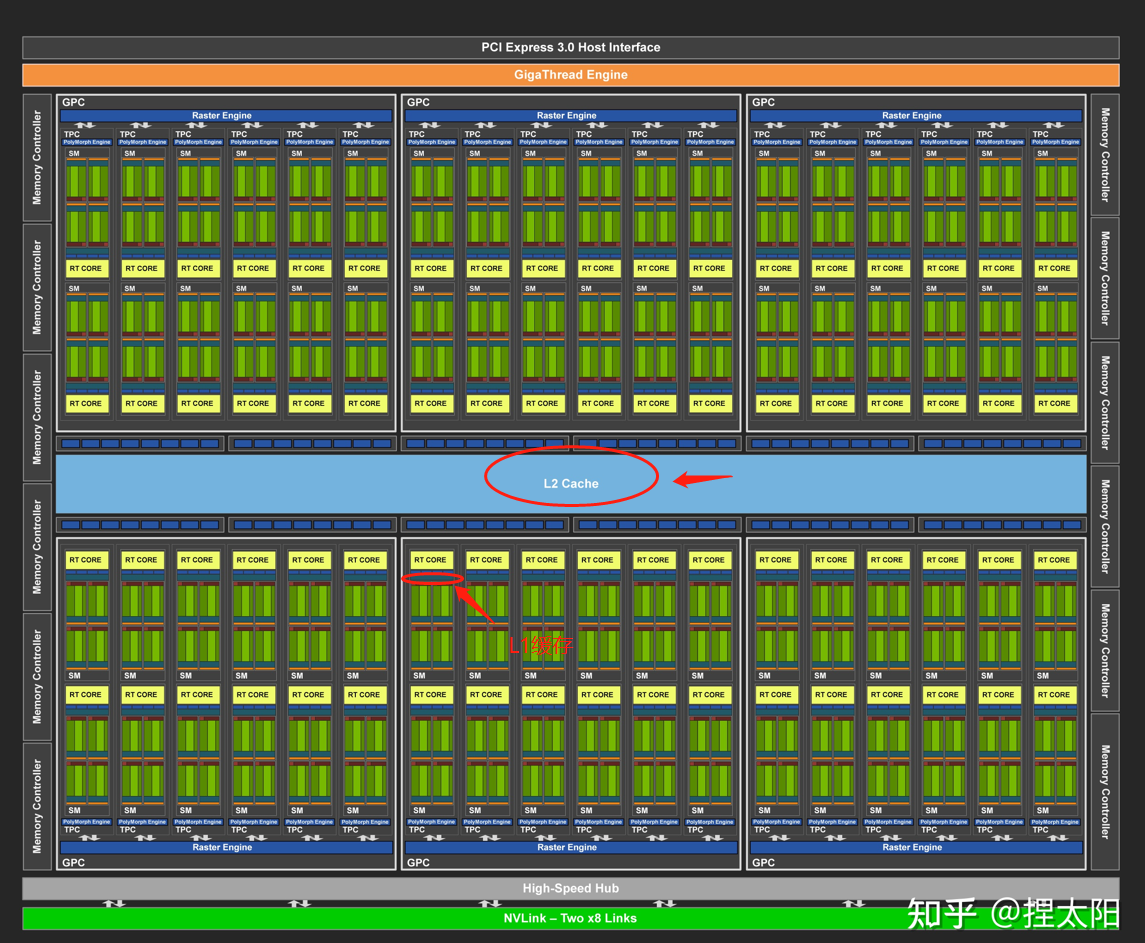 PCI Express 3.0 Host Interface
GigaThread Engine
Memory Controller
Memory Controller
Memory Controller
Memory Controller
Memory Controller
Memory Controller
GPC GPC GPC
Raster Engine Raster Engine Raster Engine
TPC TPC TPC TPC TPC TPC TPC TPC TPC TPC TPC TPC TPC TPC TPC TPC TPC TPC
PolyMorph Engine PolyMorph Engine PolyMorph Engine PolyMorph Engine PolyMorph Engine PolyMorph Engine PolyMorph Engine PolyMorph Engine PolyMorph Engine PolyMorph Engine PolyMorph Engine PolyMorph Engine PolyMorph Engine PolyMorph Engine PolyMorph Engine PolyMorph Engine PolyMorph Engine PolyMorph Engine
SM SM SM SM SM SM SM SM SM SM SM SM SM SM SM SM SM SM
RT CORE RT CORE RT CORE RT CORE RT CORE RT CORE RT CORE RT CORE RT CORE RT CORE RT CORE RT CORE RT CORE RT CORE RT CORE RT CORE RT CORE RT CORE
SM SM SM SM SM SM SM SM SM SM SM SM SM SM SM SM SM SM
RT CORE RT CORE RT CORE RT CORE RT CORE RT CORE RT CORE RT CORE RT CORE RT CORE RT CORE RT CORE RT CORE RT CORE RT CORE RT CORE RT CORE RT CORE
L2 Cache
RT CORE RT CORE RT CORE RT CORE RT CORE RT CORE RT CORE RT CORE RT CORE RT CORE RT CORE RT CORE RT CORE RT CORE RT CORE RT CORE RT CORE RT CORE
L1缓存
SM SM SM SM SM SM SM SM SM SM SM SM SM SM SM SM SM SM
RT CORE RT CORE RT CORE RT CORE RT CORE RT CORE RT CORE RT CORE RT CORE RT CORE RT CORE RT CORE RT CORE RT CORE RT CORE RT CORE RT CORE RT CORE
SM SM SM SM SM SM SM SM SM SM SM SM SM SM SM SM SM SM
PolyMorph Engine PolyMorph Engine PolyMorph Engine PolyMorph Engine PolyMorph Engine PolyMorph Engine PolyMorph Engine PolyMorph Engine PolyMorph Engine PolyMorph Engine PolyMorph Engine PolyMorph Engine PolyMorph Engine PolyMorph Engine PolyMorph Engine PolyMorph Engine PolyMorph Engine PolyMorph Engine
TPC TPC TPC TPC TPC TPC TPC TPC TPC TPC TPC TPC TPC TPC TPC TPC TPC TPC
Raster Engine Raster Engine Raster Engine
GPC GPC GPC
Memory Controller
Memory Controller
Memory Controller
Memory Controller
Memory Controller
Memory Controller
High-Speed Hub
NVLink – Two x8 Links
知乎 @捏太阳